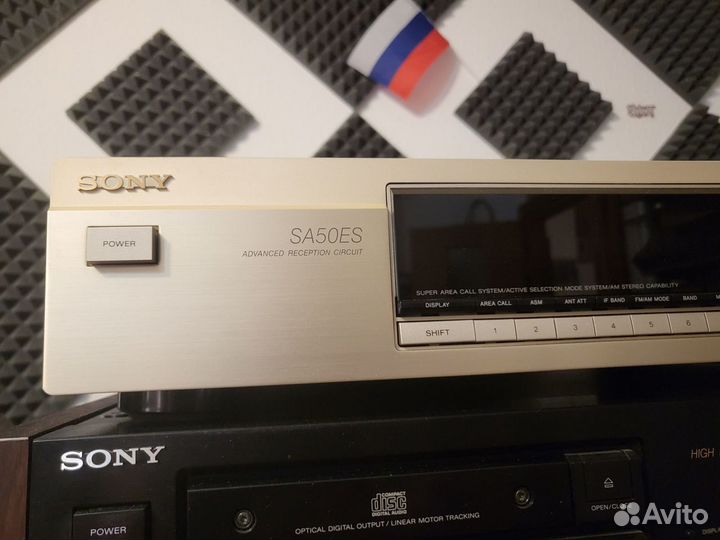 SONY
POWER
SA50ES
ADVANCED RECEPTION CIRCUIT
SUPER AREA CALL SYSTEM/ACTIVE SELECTION MODE SYSTEM/AM STEREO CAPABILITY
DISPLAY AREA CALL ASM ANT ATT IF BAND FM/AM MODE BAND
SHIFT 1 2 3 4 5 6
SONY
HIGH
POWER
COMPACT
disc
DIGITAL AUDIO
OPTICAL DIGITAL OUTPUT / LINEAR MOTOR TRACKING
OPEN/CLOSE
Avito